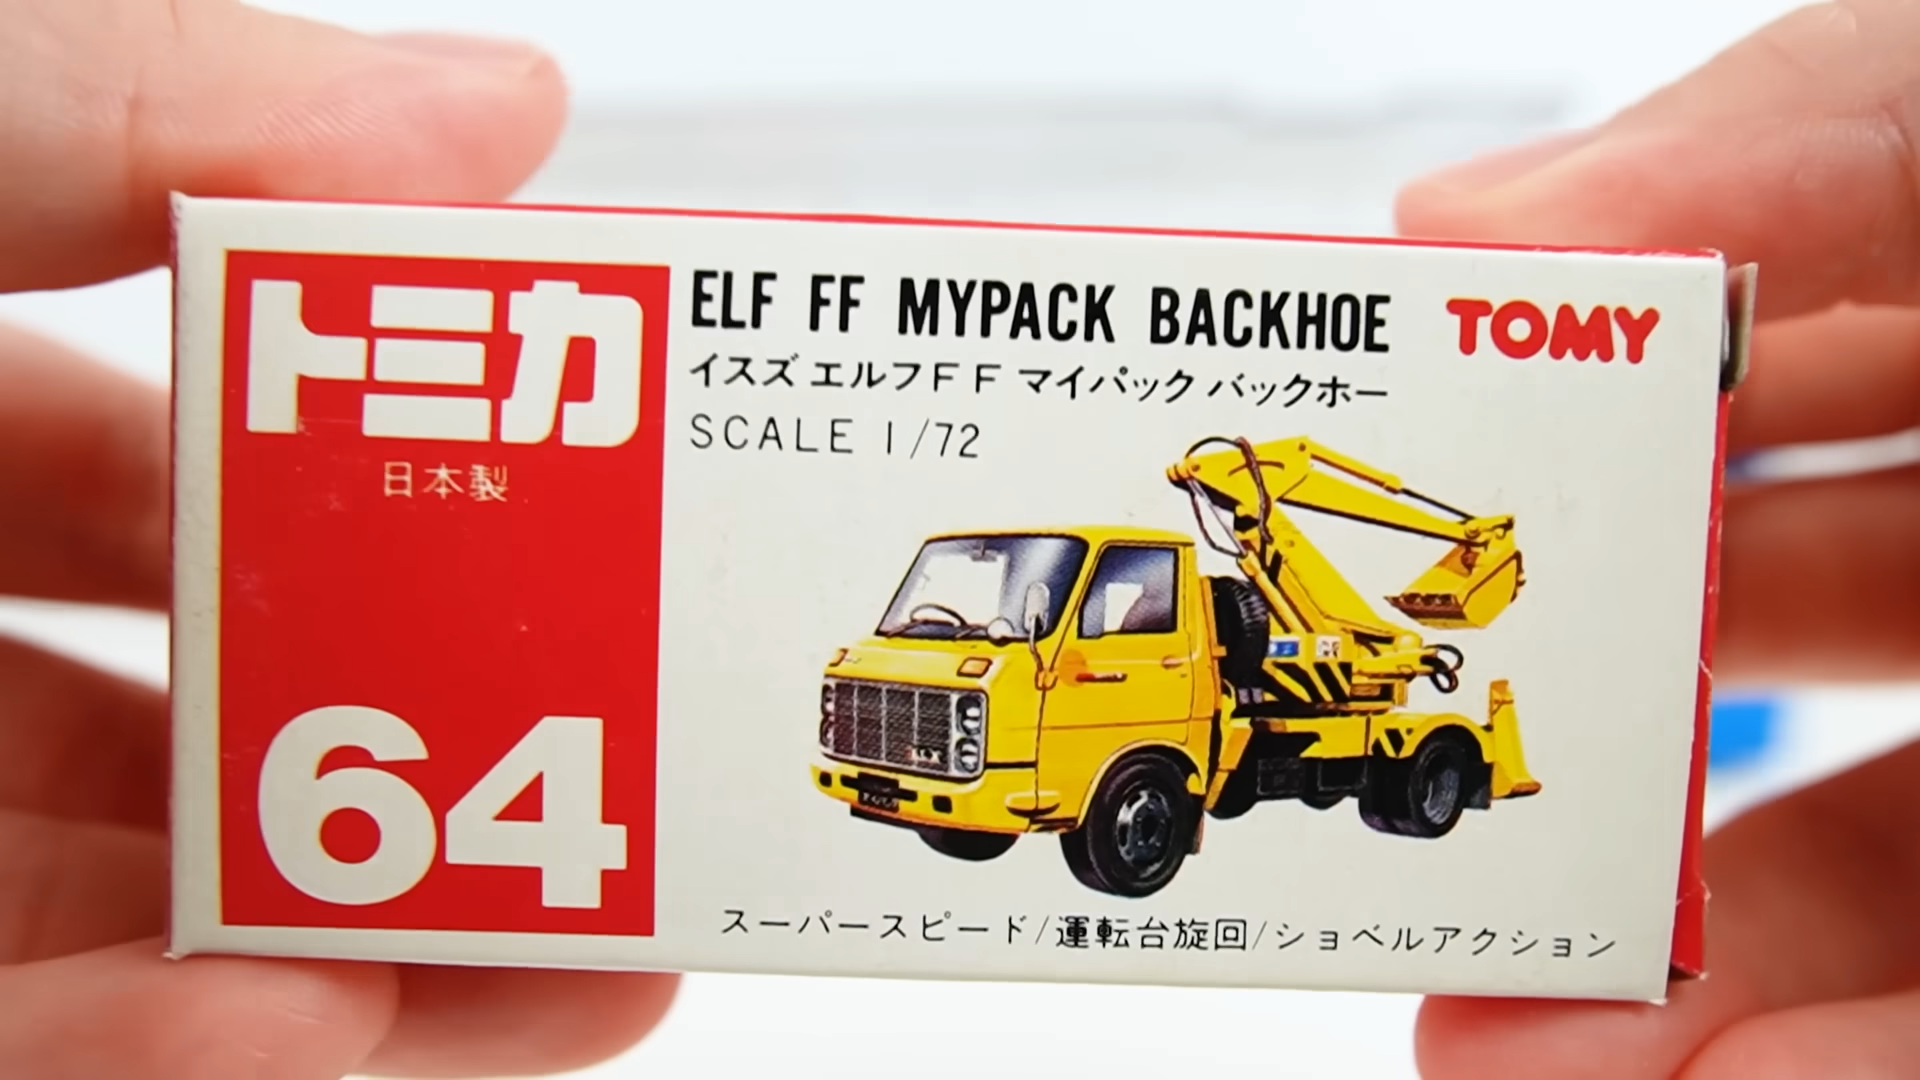 トミカ
日本製
64
ELF FF MYPACK BACKHOE
TOMY
イスズ エルフFF マイパック バックホー
SCALE 1/72
スーパースピード/運転台旋回/ショベルアクション